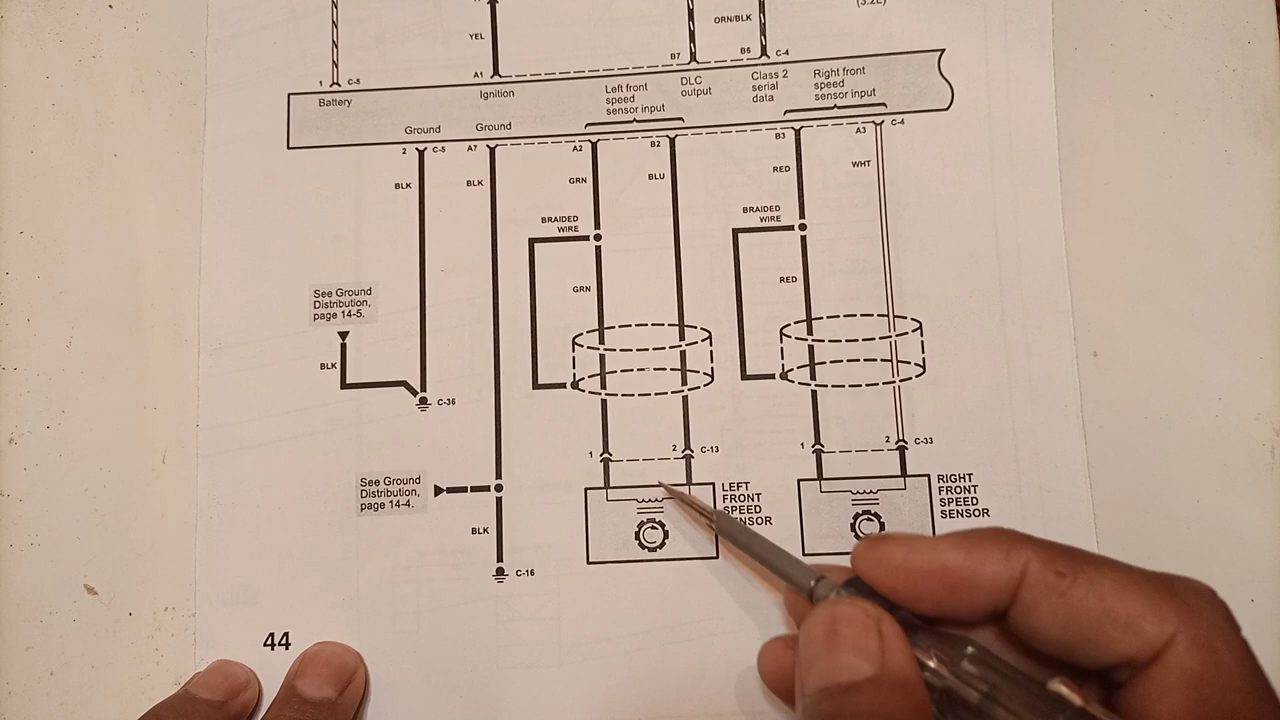 (3.2L)
ORN/BLK
YEL
B7
B6
C-4
1
C-5
A1
Battery
Ignition
Left front
speed
sensor input
DLC
output
Class 2
serial
data
Right front
speed
sensor input
Ground
Ground
2
C-5
A7
A2
B2
B3
A3
C-4
BLK
BLK
GRN
BLU
RED
WHT
BRAIDED
WIRE
BRAIDED
WIRE
See Ground
Distribution,
page 14-5.
GRN
RED
BLK
C-36
1
2
C-13
1
2
C-33
See Ground
Distribution,
page 14-4.
LEFT
FRONT
SPEED
SENSOR
RIGHT
FRONT
SPEED
SENSOR
BLK
C-16
44